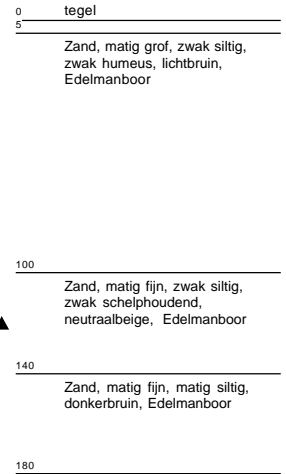 0 tegel
5
Zand, matig grof, zwak siltig,
zwak humeus, lichtbruin,
Edelmanboor
100
Zand, matig fijn, zwak siltig,
zwak schelphoudend,
neutraalbeige, Edelmanboor
140
Zand, matig fijn, matig siltig,
donkerbruin, Edelmanboor
180